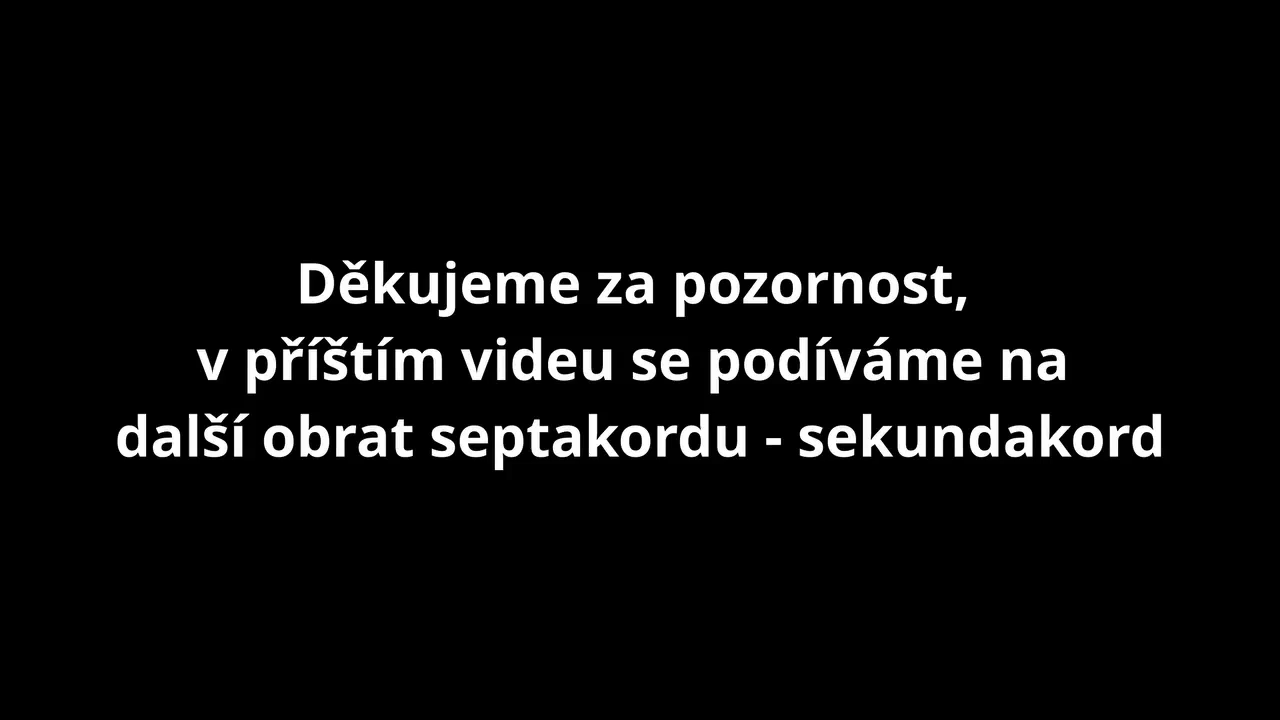 Děkujeme za pozornost,
v příštím videu se podíváme na
další obrat septakordu - sekundakord